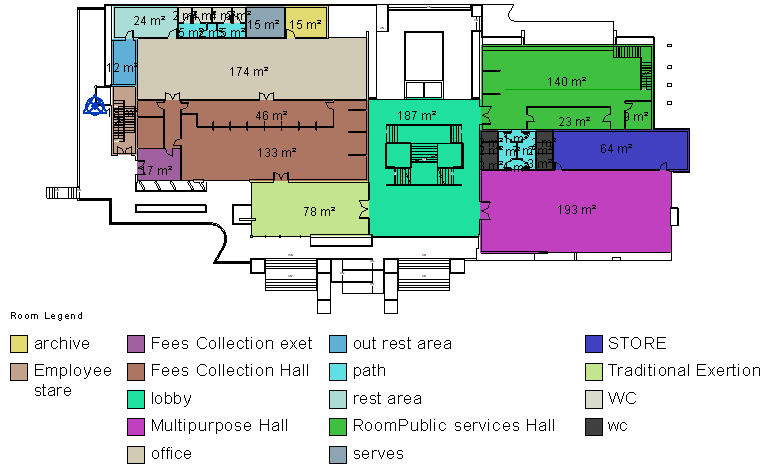 24 m²
15 m²
15 m²
12 m²
174 m²
140 m²
46 m²
187 m²
23 m²
9 m²
133 m²
64 m²
17 m²
78 m²
193 m²
Room Legend
archive
Employee
stare
Fees Collection exet
Fees Collection Hall
lobby
Multipurpose Hall
office
out rest area
path
rest area
RoomPublic services Hall
serves
STORE
Traditional Exertion
WC
wc